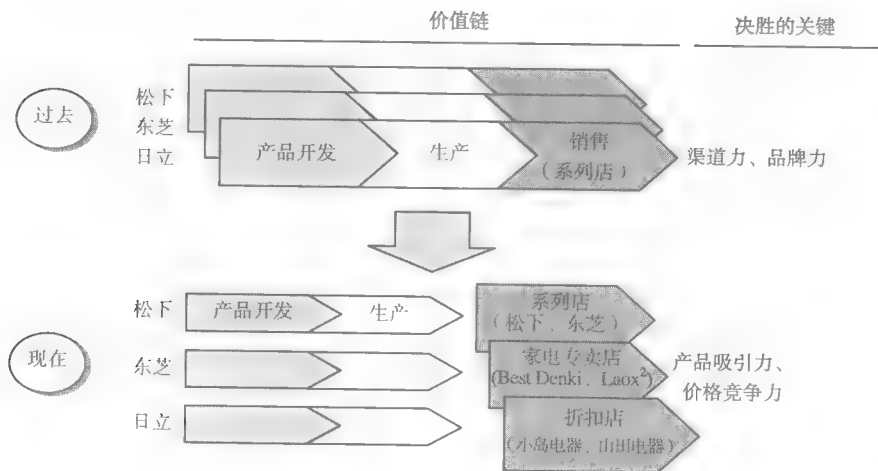 价值链
决胜的关键
过去
松下
东芝
日立
产品开发
生产
销售
(系列店)
渠道力、品牌力
现在
松下
产品开发
生产
系列店
(松下、东芝)
东芝
家电专卖店
(Best Denki、Laox²)
产品吸引力、
价格竞争力
日立
折扣店
(小岛电器、山田电器)